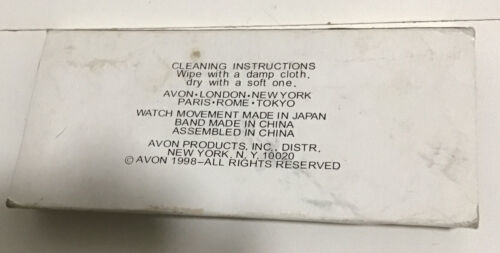 CLEANING INSTRUCTIONS
Wipe with a damp cloth,
dry with a soft one.
AVON•LONDON•NEW YORK
PARIS•ROME•TOKYO
WATCH MOVEMENT MADE IN JAPAN
BAND MADE IN CHINA
ASSEMBLED IN CHINA
AVON PRODUCTS, INC., DISTR.
NEW YORK, N.Y. 10020
©AVON 1998–ALL RIGHTS RESERVED